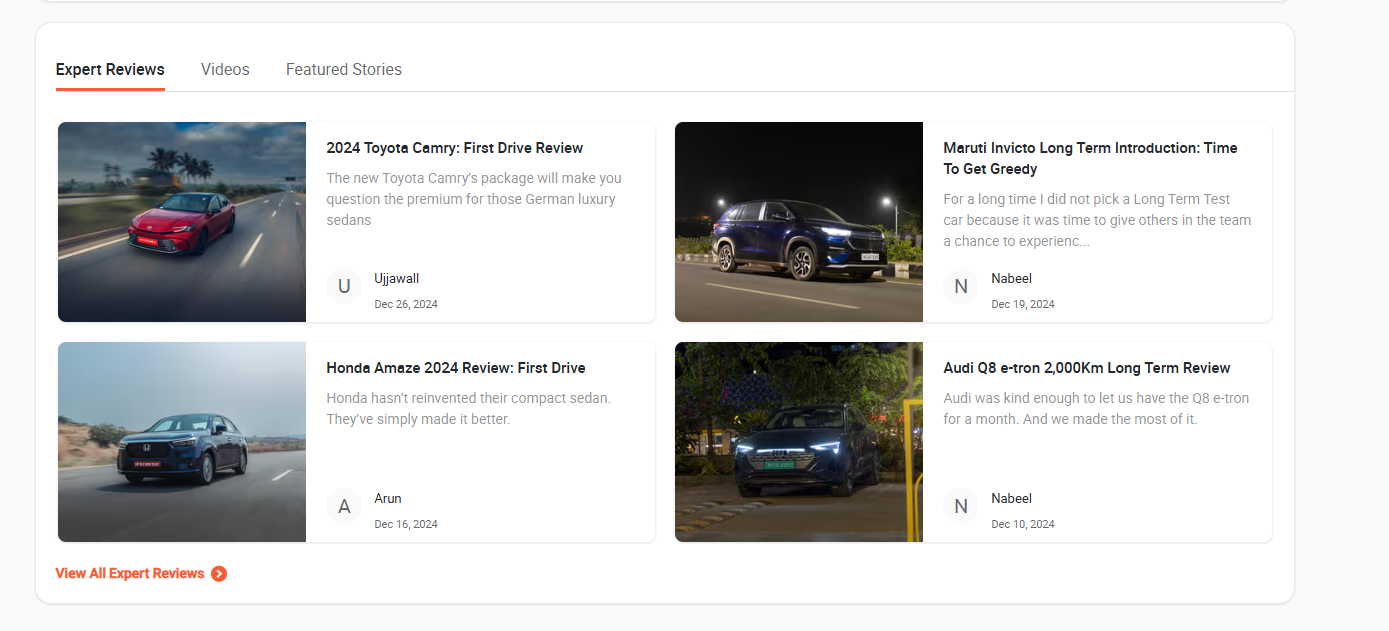 Expert Reviews
Videos
Featured Stories
2024 Toyota Camry: First Drive Review
The new Toyota Camry's package will make you
question the premium for those German luxury
sedans
U
Ujjawall
Dec 26, 2024
Maruti Invicto Long Term Introduction: Time
To Get Greedy
For a long time I did not pick a Long Term Test
car because it was time to give others in the team
a chance to experienc...
N
Nabeel
Dec 19, 2024
Honda Amaze 2024 Review: First Drive
Honda hasn’t reinvented their compact sedan.
They’ve simply made it better.
A
Arun
Dec 16, 2024
Audi Q8 e-tron 2,000Km Long Term Review
Audi was kind enough to let us have the Q8 e-tron
for a month. And we made the most of it.
N
Nabeel
Dec 10, 2024
View All Expert Reviews